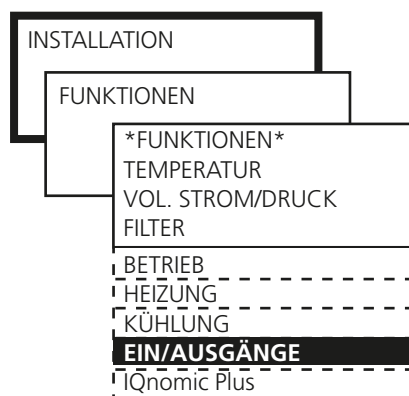 INSTALLATION
FUNKTIONEN
*FUNKTIONEN*
TEMPERATUR
VOL. STROM/DRUCK
FILTER
BETRIEB
HEIZUNG
KÜHLUNG
EIN/AUSGÄNGE
IQnomic Plus